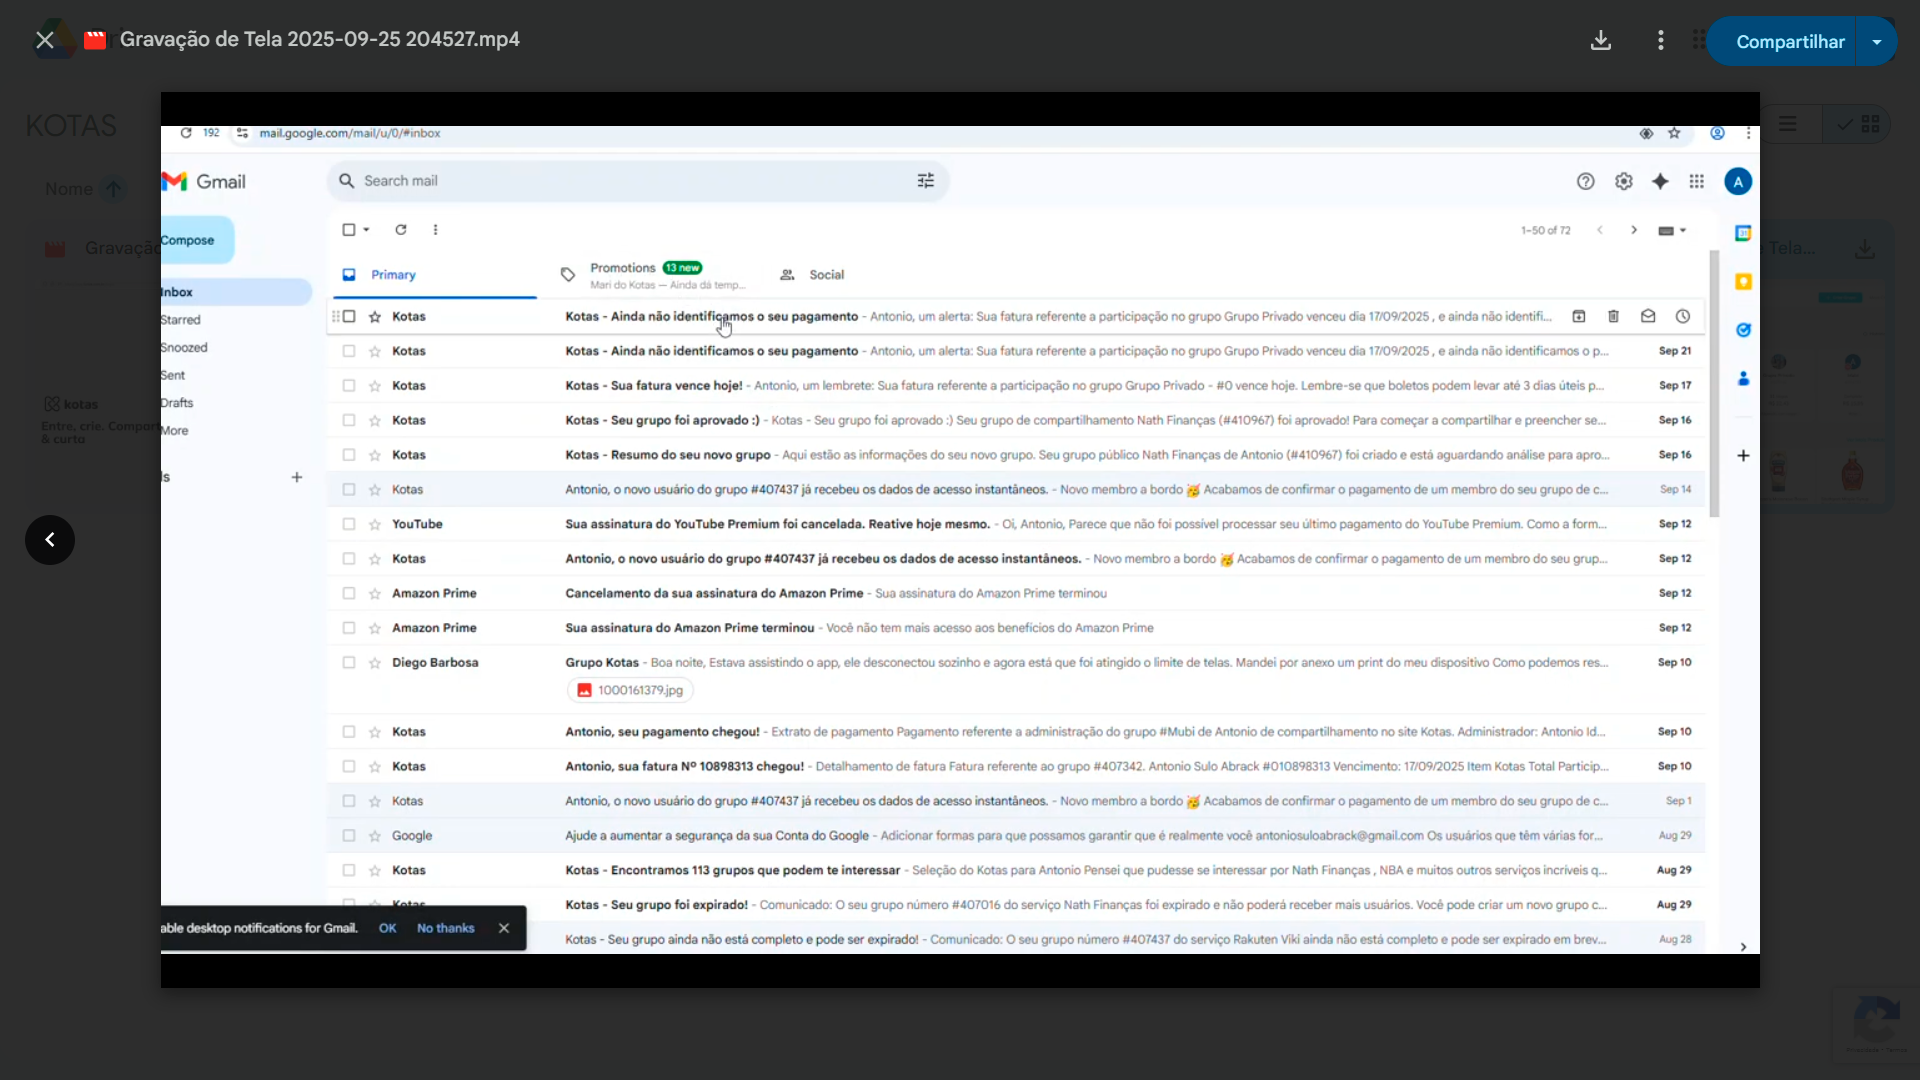 Gravação de Tela 2025-09-25 204527.mp4
Compartilhar
KOTAS
Nome
Gravaçã
Tela...
kotas
Entre, crie. Compart
& curta
192
mail.google.com/mail/u/0/#inbox
Gmail
Search mail
A
Compose
Inbox
Starred
Snoozed
Sent
Drafts
More
ls
1–50 of 72
31
Primary
Promotions 13 new
Mari do Kotas — Ainda dá temp...
Social
Kotas Kotas - Ainda não identificamos o seu pagamento - Antonio, um alerta: Sua fatura referente a participação no grupo Grupo Privado venceu dia 17/09/2025 , e ainda não identifi...
Kotas Kotas - Ainda não identificamos o seu pagamento - Antonio, um alerta: Sua fatura referente a participação no grupo Grupo Privado venceu dia 17/09/2025 , e ainda não identificamos o p... Sep 21
Kotas Kotas - Sua fatura vence hoje! - Antonio, um lembrete: Sua fatura referente a participação no grupo Grupo Privado - #0 vence hoje. Lembre-se que boletos podem levar até 3 dias úteis p... Sep 17
Kotas Kotas - Seu grupo foi aprovado :) - Kotas - Seu grupo foi aprovado :) Seu grupo de compartilhamento Nath Finanças (#410967) foi aprovado! Para começar a compartilhar e preencher se... Sep 16
Kotas Kotas - Resumo do seu novo grupo - Aqui estão as informações do seu novo grupo. Seu grupo público Nath Finanças de Antonio (#410967) foi criado e está aguardando análise para apro... Sep 16
Kotas Antonio, o novo usuário do grupo #407437 já recebeu os dados de acesso instantâneos. - Novo membro a bordo 🥳 Acabamos de confirmar o pagamento de um membro do seu grupo de c... Sep 14
YouTube Sua assinatura do YouTube Premium foi cancelada. Reative hoje mesmo. - Oi, Antonio, Parece que não foi possível processar seu último pagamento do YouTube Premium. Como a form... Sep 12
Kotas Antonio, o novo usuário do grupo #407437 já recebeu os dados de acesso instantâneos. - Novo membro a bordo 🥳 Acabamos de confirmar o pagamento de um membro do seu grup... Sep 12
Amazon Prime Cancelamento da sua assinatura do Amazon Prime - Sua assinatura do Amazon Prime terminou Sep 12
Amazon Prime Sua assinatura do Amazon Prime terminou - Você não tem mais acesso aos benefícios do Amazon Prime Sep 12
Diego Barbosa Grupo Kotas - Boa noite, Estava assistindo o app, ele desconectou sozinho e agora está que foi atingido o limite de telas. Mandei por anexo um print do meu dispositivo Como podemos res... Sep 10
1000161379.jpg
Kotas Antonio, seu pagamento chegou! - Extrato de pagamento Pagamento referente a administração do grupo #Mubi de Antonio de compartilhamento no site Kotas. Administrador: Antonio Id... Sep 10
Kotas Antonio, sua fatura Nº 10898313 chegou! - Detalhamento de fatura Fatura referente ao grupo #407342. Antonio Sulo Abrack #010898313 Vencimento: 17/09/2025 Item Kotas Total Particip... Sep 10
Kotas Antonio, o novo usuário do grupo #407437 já recebeu os dados de acesso instantâneos. - Novo membro a bordo 🥳 Acabamos de confirmar o pagamento de um membro do seu grupo de c... Sep 1
Google Ajude a aumentar a segurança da sua Conta do Google - Adicionar formas para que possamos garantir que é realmente você antoniosuloabrack@gmail.com Os usuários que têm várias for... Aug 29
Kotas Kotas - Encontramos 113 grupos que podem te interessar - Seleção do Kotas para Antonio Pensei que pudesse se interessar por Nath Finanças , NBA e muitos outros serviços incríveis q... Aug 29
Kotas Kotas - Seu grupo foi expirado! - Comunicado: O seu grupo número #407016 do serviço Nath Finanças foi expirado e não poderá receber mais usuários. Você pode criar um novo grupo c... Aug 29
Kotas - Seu grupo ainda não está completo e pode ser expirado! - Comunicado: O seu grupo número #407437 do serviço Rakuten Viki ainda não está completo e pode ser expirado em brev... Aug 28
able desktop notifications for Gmail. OK No thanks